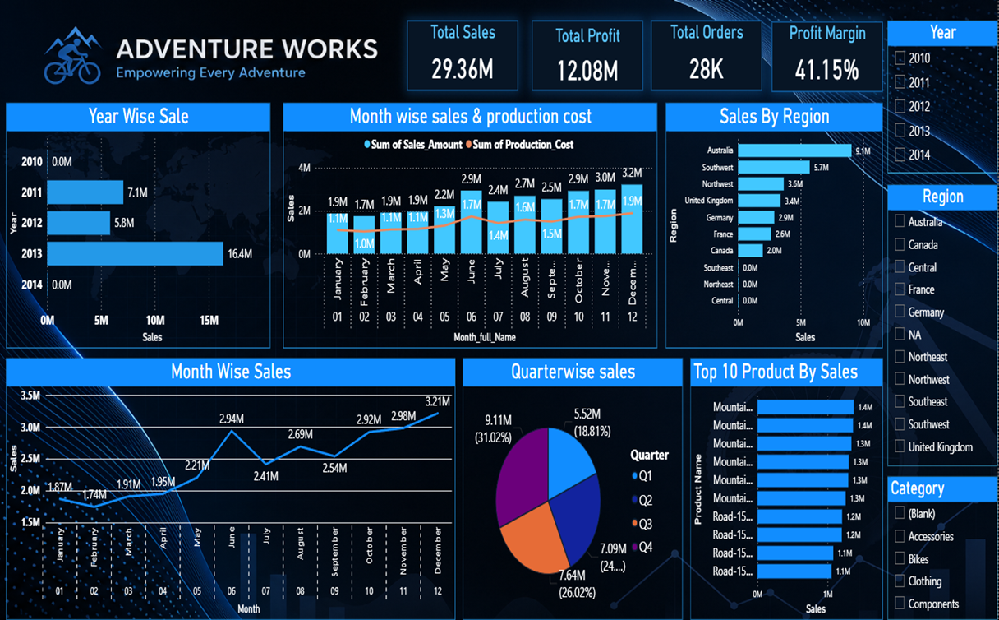 ADVENTURE WORKS
Empowering Every Adventure
Total Sales
29.36M
Total Profit
12.08M
Total Orders
28K
Profit Margin
41.15%
Year
2010
2011
2012
2013
2014
Year Wise Sale
Year
2010 0.0M
2011 7.1M
2012 5.8M
2013 16.4M
2014 0.0M
0M 5M 10M 15M
Sales
Month wise sales & production cost
Sum of Sales_Amount Sum of Production_Cost
Sales
4M
2M
0M
1.9M 1.7M 1.9M 1.9M 2.2M 2.9M 2.4M 2.7M 2.5M 2.9M 3.0M 3.2M
1.1M 1.0M 1.1M 1.1M 1.3M 1.7M 1.4M 1.6M 1.5M 1.7M 1.7M 1.9M
January February March April May June July August Septe... October Nove... Decem...
01 02 03 04 05 06 07 08 09 10 11 12
Month_full_Name
Sales By Region
Region
Australia 9.1M
Southwest 5.7M
Northwest 3.6M
United Kingdom 3.4M
Germany 2.9M
France 2.6M
Canada 2.0M
Southeast 0.0M
Northeast 0.0M
Central 0.0M
0M 5M 10M
Sales
Region
Australia
Canada
Central
France
Germany
NA
Northeast
Northwest
Southeast
Southwest
United Kingdom
Month Wise Sales
Sales
3.5M
3.0M
2.5M
2.0M
1.5M
1.87M 1.74M 1.91M 1.95M 2.21M 2.94M 2.41M 2.69M 2.54M 2.92M 2.98M 3.21M
January February March April May June July August September October November December
01 02 03 04 05 06 07 08 09 10 11 12
Month
Quarterwise sales
9.11M
(31.02%)
5.52M
(18.81%)
7.09M
(24....)
7.64M
(26.02%)
Quarter
Q1
Q2
Q3
Q4
Top 10 Product By Sales
Product Name
Mountai... 1.4M
Mountai... 1.4M
Mountai... 1.3M
Mountai... 1.3M
Mountai... 1.3M
Mountai... 1.3M
Road-15... 1.2M
Road-15... 1.2M
Road-15... 1.1M
Road-15... 1.1M
0M 1M
Sales
Category
(Blank)
Accessories
Bikes
Clothing
Components